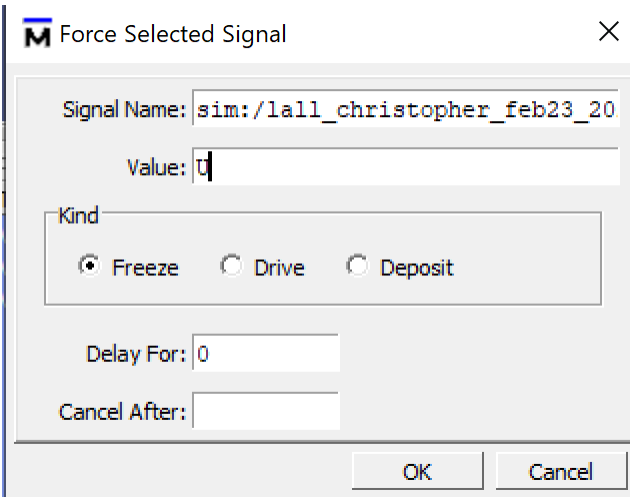 Force Selected Signal
Signal Name: sim:/lall_christopher_feb23_20
Value: U
Kind
Freeze Drive Deposit
Delay For: 0
Cancel After:
OK Cancel